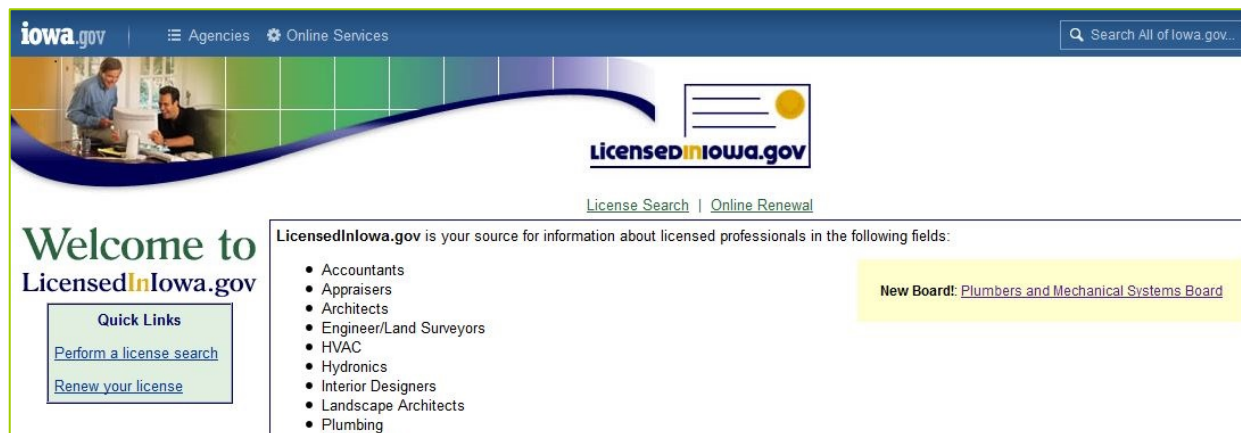 iowa.gov Agencies Online Services Search All of Iowa.gov...
LicensedInIowa.gov
License Search | Online Renewal
Welcome to
LicensedInIowa.gov
Quick Links
Perform a license search
Renew your license
LicensedInIowa.gov is your source for information about licensed professionals in the following fields:
• Accountants
• Appraisers
• Architects
• Engineer/Land Surveyors
• HVAC
• Hydronics
• Interior Designers
• Landscape Architects
• Plumbing
New Board!: Plumbers and Mechanical Systems Board